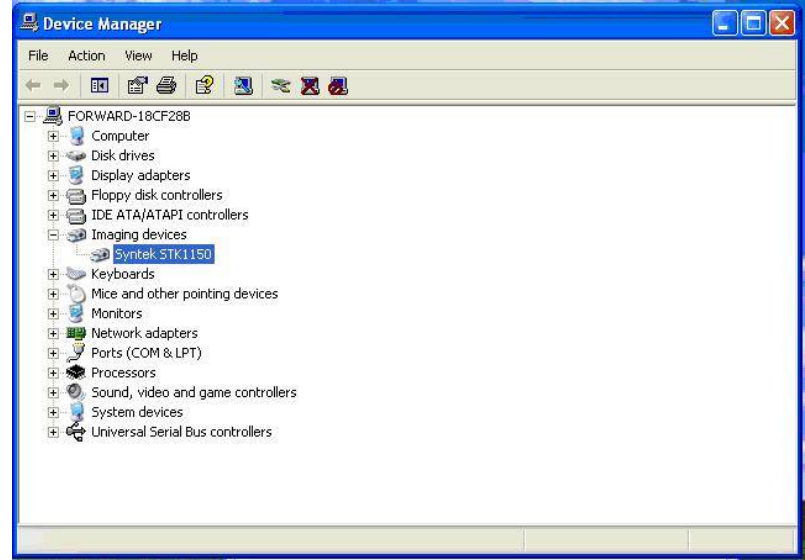 Device Manager
File Action View Help
FORWARD-18CF28B
Computer
Disk drives
Display adapters
Floppy disk controllers
IDE ATA/ATAPI controllers
Imaging devices
Syntek STK1150
Keyboards
Mice and other pointing devices
Monitors
Network adapters
Ports (COM & LPT)
Processors
Sound, video and game controllers
System devices
Universal Serial Bus controllers